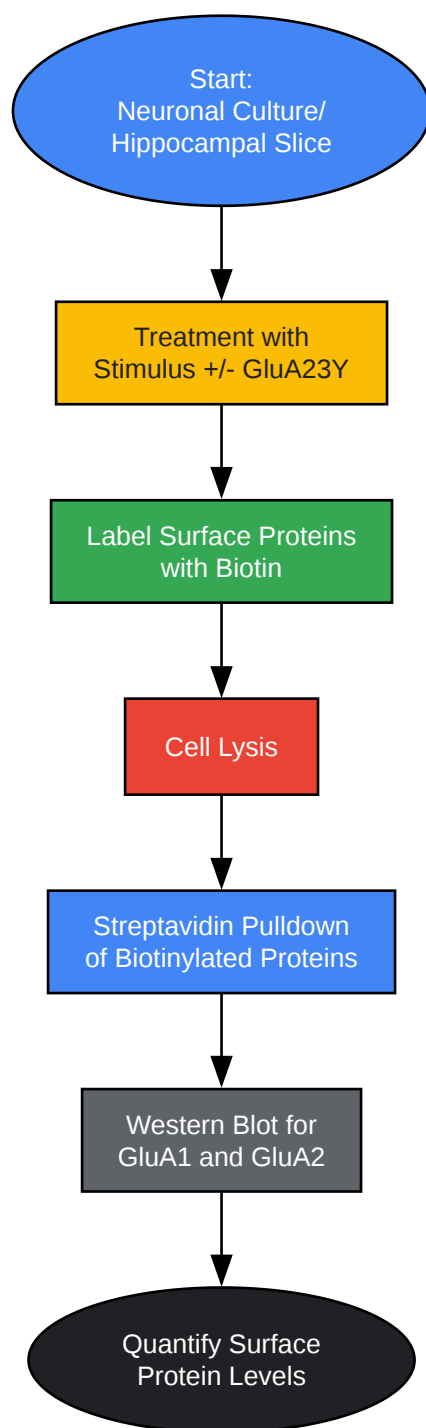 Start:
Neuronal Culture/
Hippocampal Slice
Treatment with
Stimulus +/- GluA23Y
Label Surface Proteins
with Biotin
Cell Lysis
Streptavidin Pulldown
of Biotinylated Proteins
Western Blot for
GluA1 and GluA2
Quantify Surface
Protein Levels